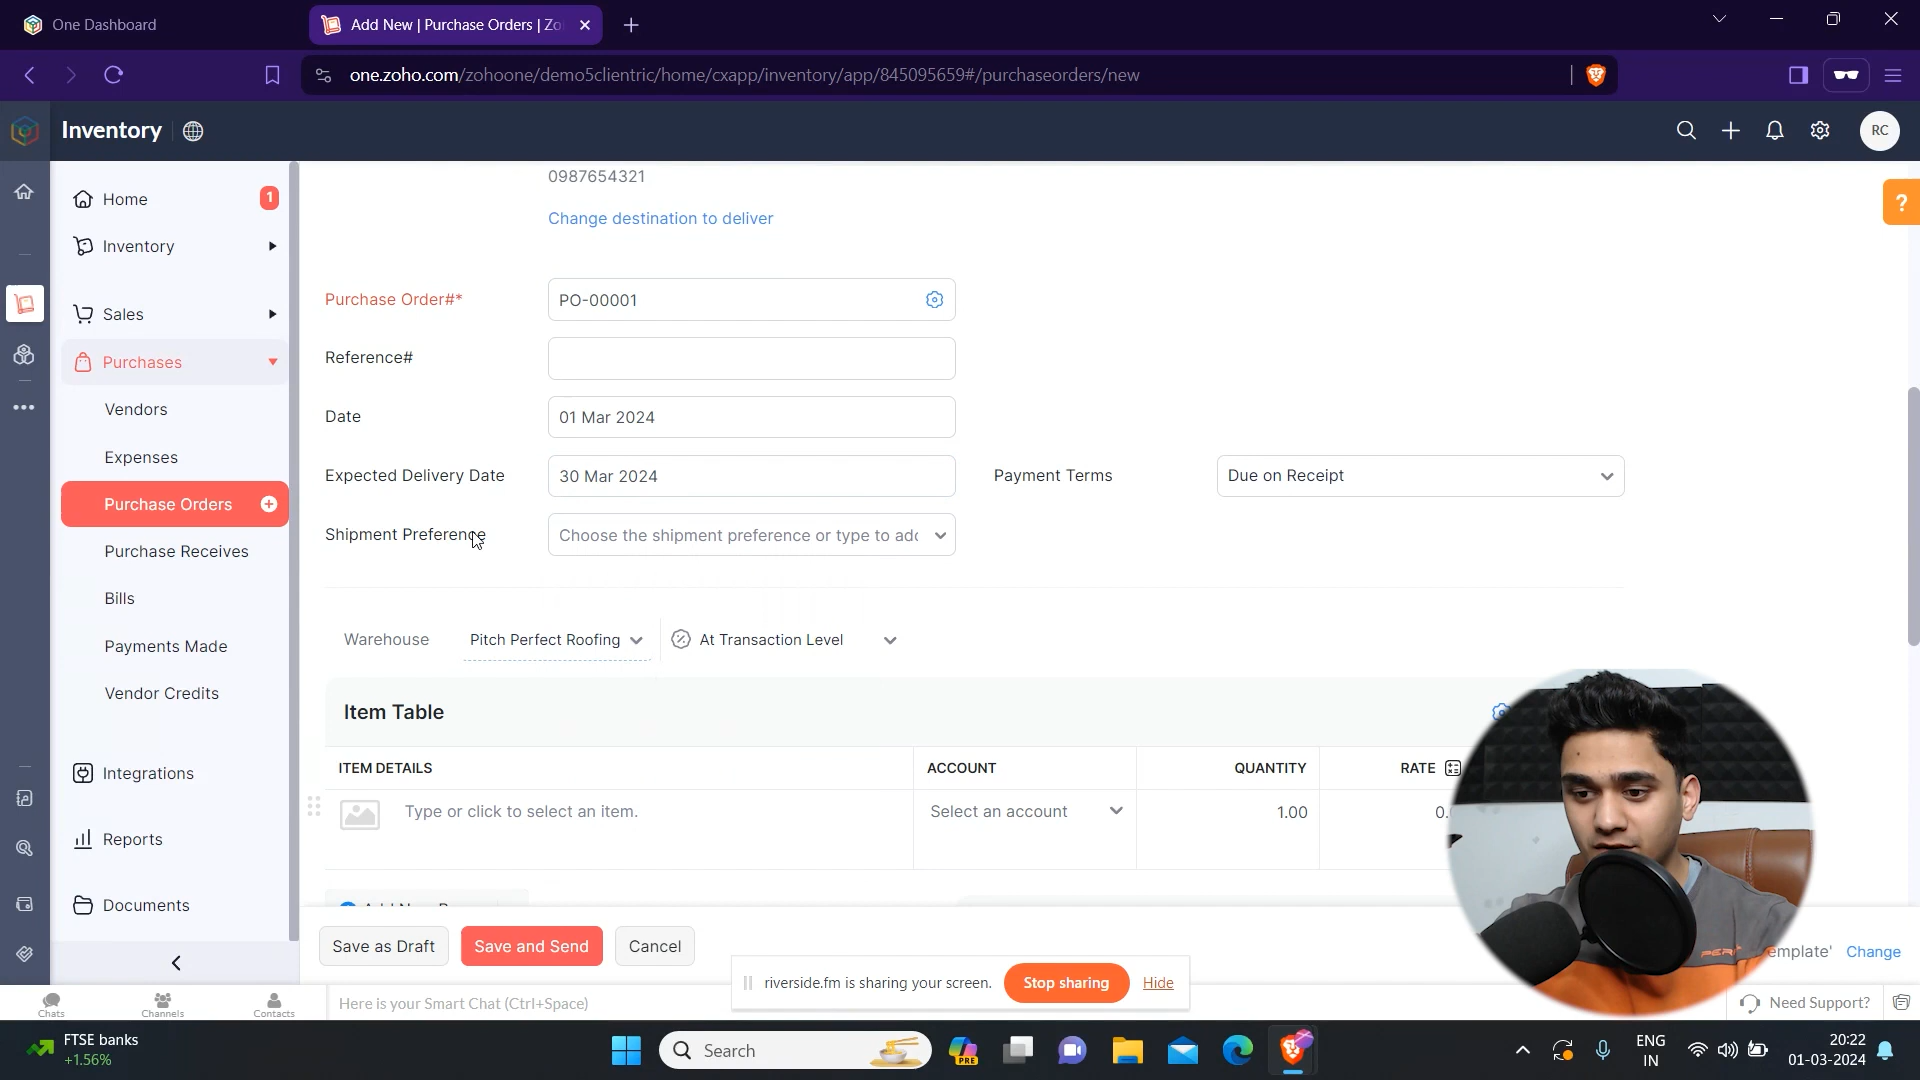 One Dashboard
Add New | Purchase Orders | Zo
one.zoho.com/zohoone/demo5clientric/home/cxapp/inventory/app/845095659#/purchaseorders/new
Inventory
RC
Home
1
Inventory
Sales
Purchases
Vendors
Expenses
Purchase Orders
Purchase Receives
Bills
Payments Made
Vendor Credits
Integrations
Reports
Documents
0987654321
Change destination to deliver
?
Purchase Order#*
PO-00001
Reference#
Date
01 Mar 2024
Expected Delivery Date
30 Mar 2024
Payment Terms
Due on Receipt
Shipment Preference
Choose the shipment preference or type to add
Warehouse
Pitch Perfect Roofing
At Transaction Level
Item Table
ITEM DETAILS
ACCOUNT
QUANTITY
RATE
Type or click to select an item.
Select an account
1.00
0.
Save as Draft
Save and Send
Cancel
emplate'
Change
riverside.fm is sharing your screen.
Stop sharing
Hide
Chats
Channels
Contacts
Here is your Smart Chat (Ctrl+Space)
Need Support?
FTSE banks
+1.56%
Search
PRE
ENG
IN
20:22
01-03-2024